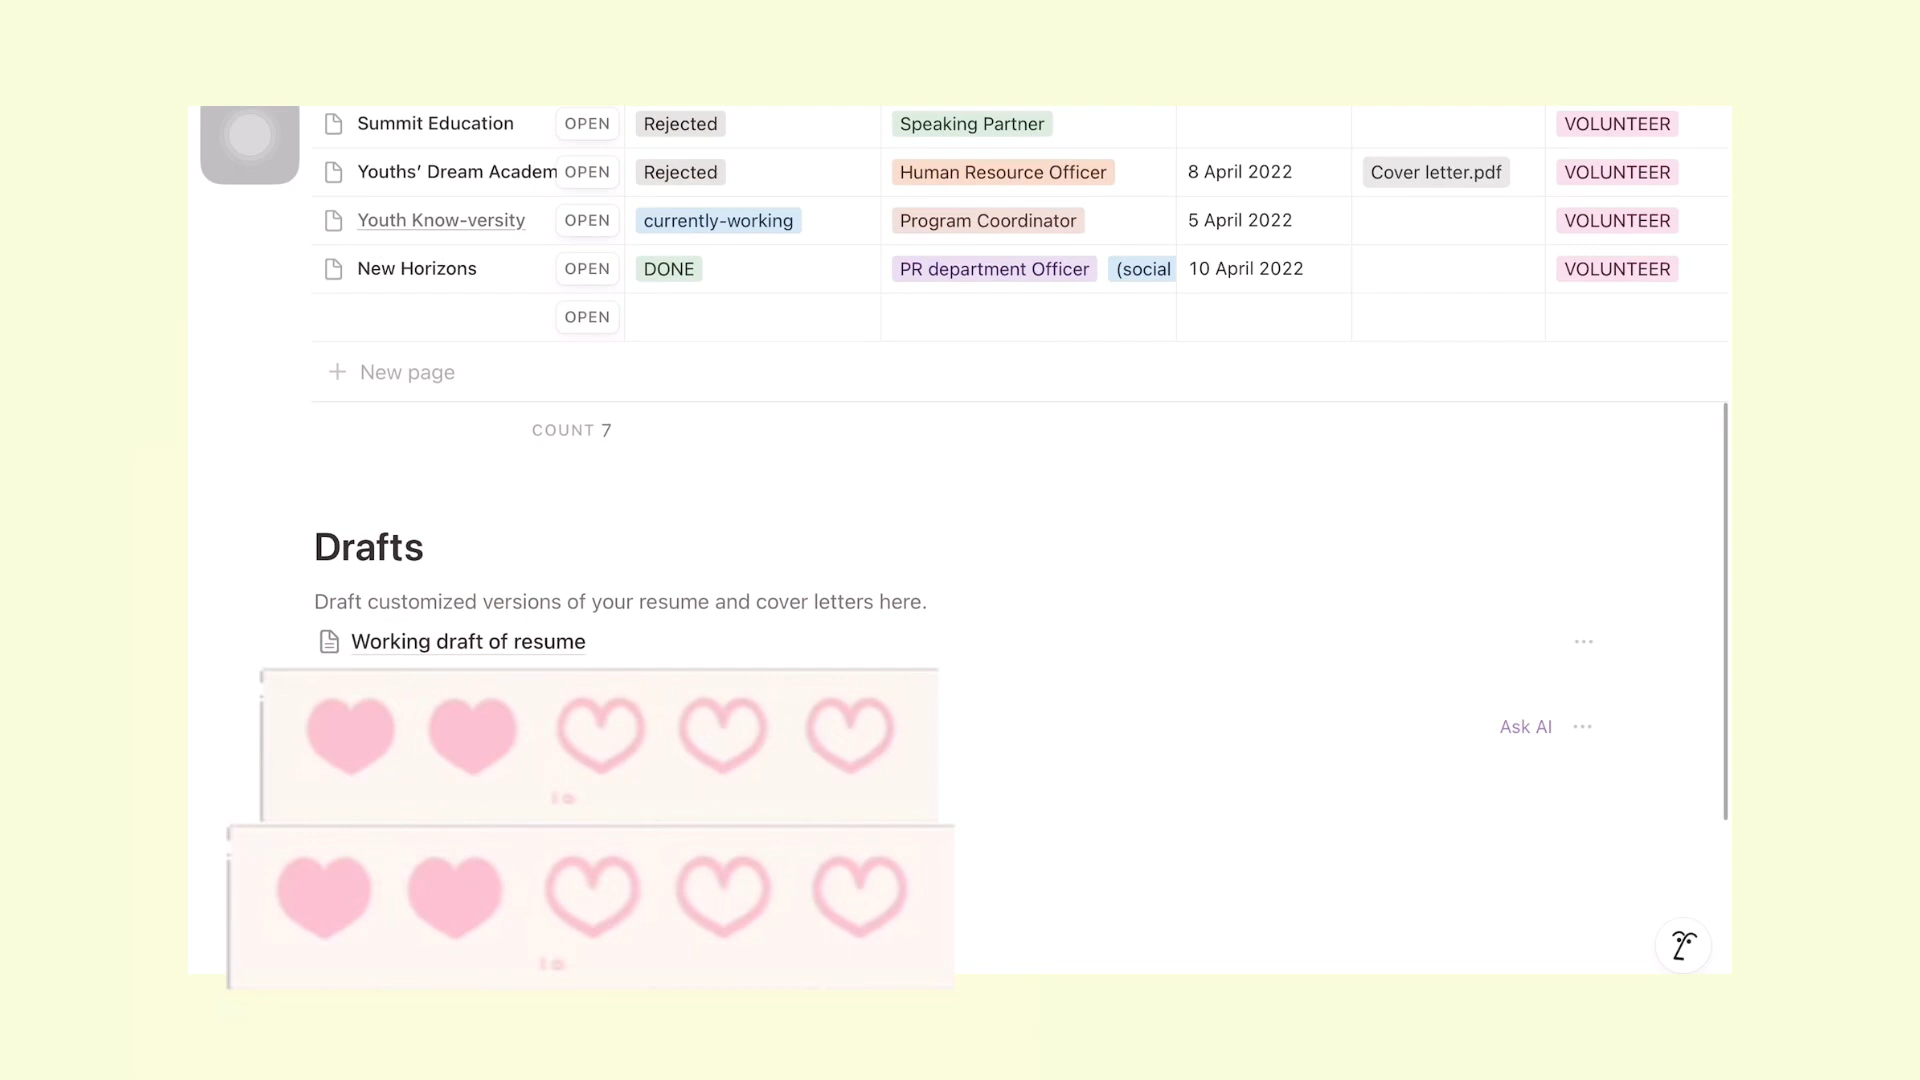 Summit Education OPEN Rejected Speaking Partner VOLUNTEER
Youths’ Dream Academ OPEN Rejected Human Resource Officer 8 April 2022 Cover letter.pdf VOLUNTEER
Youth Know-versity OPEN currently-working Program Coordinator 5 April 2022 VOLUNTEER
New Horizons OPEN DONE PR department Officer (social 10 April 2022 VOLUNTEER
OPEN
New page
COUNT 7
Drafts
Draft customized versions of your resume and cover letters here.
Working draft of resume
Ask AI